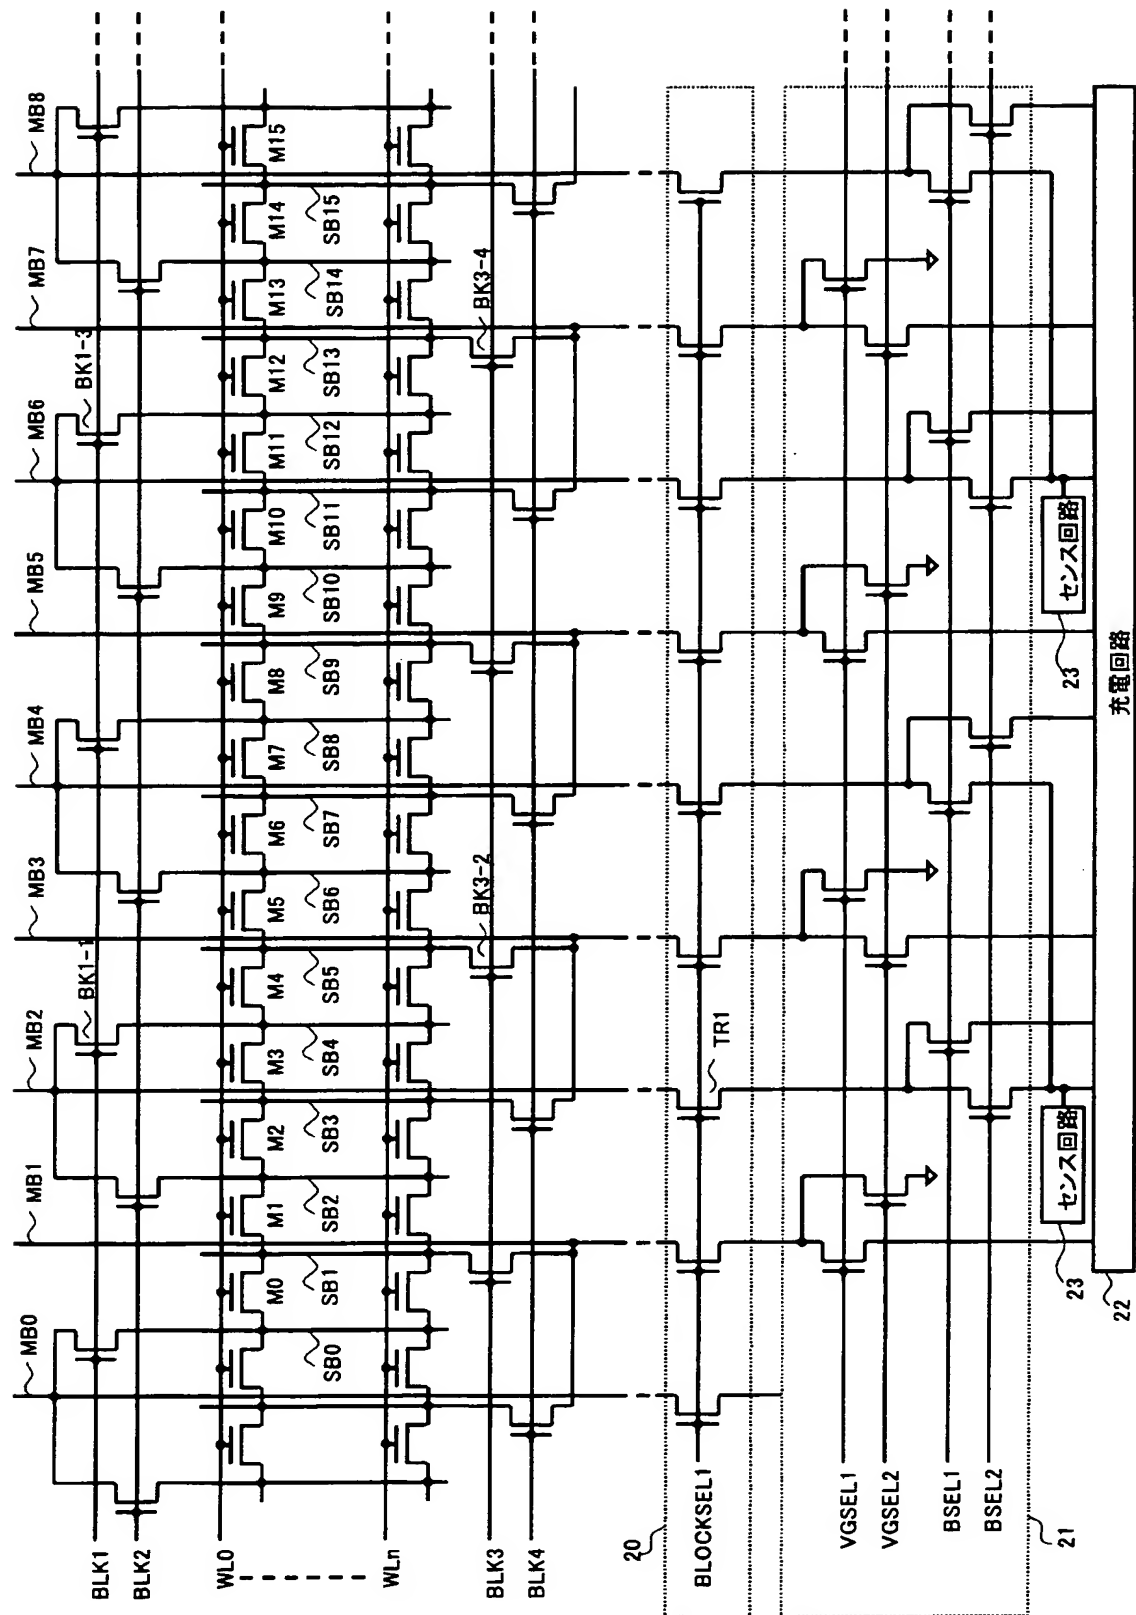 MB0
MB1
MB2
MB3
MB4
MB5
MB6
MB7
MB8
BK1-1
BK1-3
BLK1
BLK2
WL0
M0
M1
M2
M3
M4
M5
M6
M7
M8
M9
M10
M11
M12
M13
M14
M15
SB0
SB1
SB2
SB3
SB4
SB5
SB6
SB7
SB8
SB9
SB10
SB11
SB12
SB13
SB14
SB15
WLn
BK3-2
BK3-4
BLK3
BLK4
20
BLOCKSEL1
TR1
VGSEL1
VGSEL2
BSEL1
BSEL2
21
センス回路
センス回路
23
23
22
充電回路